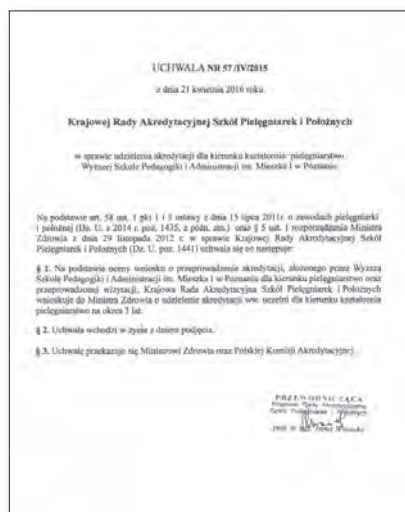 UCHWAŁA NR 57 /IV/2015
z dnia 21 kwietnia 2016 roku
Krajowej Rady Akredytacyjnej Szkół Pielęgniarek i Położnych
w sprawie udzielenia akredytacji dla kierunku kształcenia: pielęgniarstwo
Wyższej Szkole Pedagogiki i Administracji im. Mieszka I w Poznaniu
Na podstawie art. 58 ust. 1 pkt 1 i 3 ustawy z dnia 15 lipca 2011r. o zawodach pielęgniarki
i położnej (Dz. U. z 2014 r. poz. 1435, z późn. zm.) oraz § 5 ust. 1 rozporządzenia Ministra
Zdrowia z dnia 29 listopada 2012 r. w sprawie Krajowej Rady Akredytacyjnej Szkół
Pielęgniarek i Położnych (Dz. U. poz. 1441) uchwala się co następuje:
§ 1. Na podstawie oceny wniosku o przeprowadzenie akredytacji, złożonego przez Wyższą
Szkołę Pedagogiki i Administracji im. Mieszka I w Poznaniu dla kierunku pielęgniarstwo oraz
przeprowadzonej wizytacji, Krajowa Rada Akredytacyjna Szkół Pielęgniarek i Położnych
wnioskuje do Ministra Zdrowia o udzielenie akredytacji ww. uczelni dla kierunku kształcenia
pielęgniarstwo na okres 3 lat.
§ 2. Uchwała wchodzi w życie z dniem podjęcia.
§ 3. Uchwałę przekazuje się Ministrowi Zdrowia oraz Polskiej Komisji Akredytacyjnej.
PRZEWODNICZĄCA
Krajowej Rady Akredytacyjnej
Szkół Pielęgniarek i Położnych